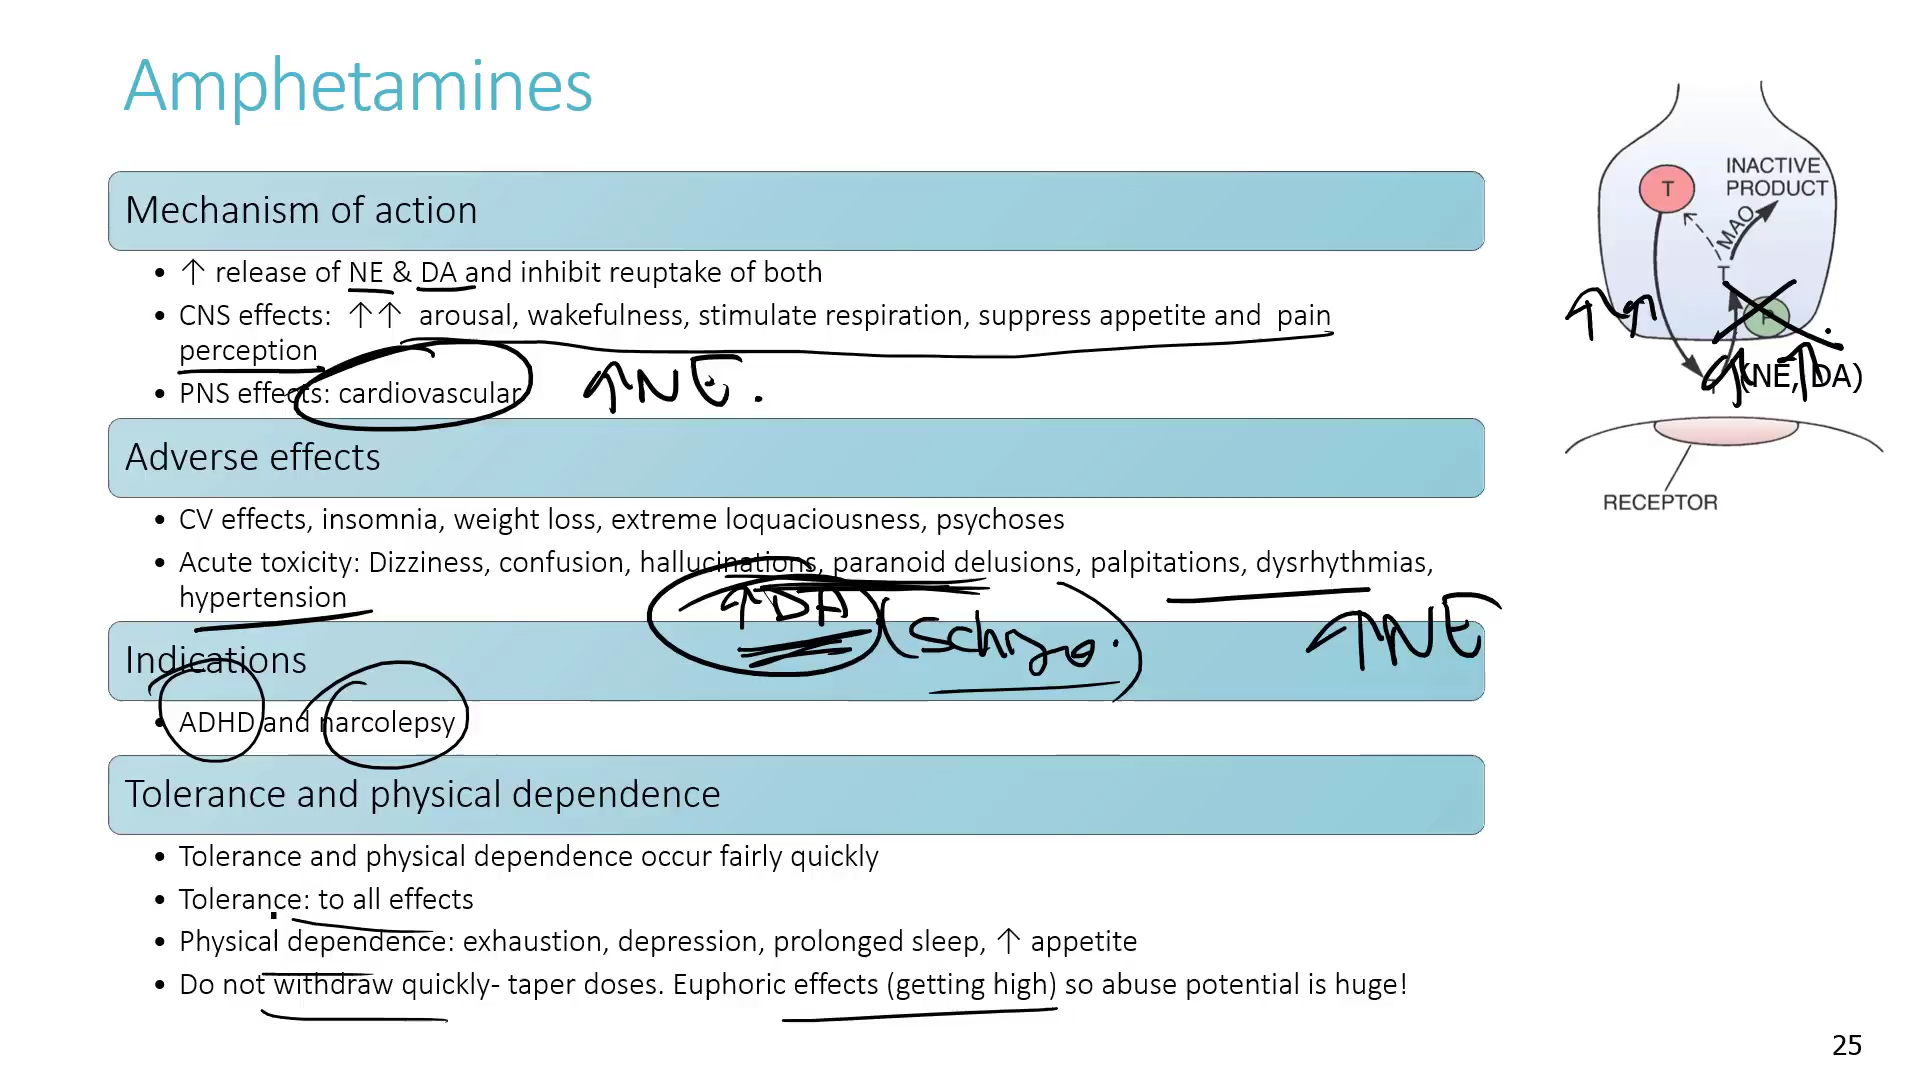 Amphetamines
Mechanism of action
• ↑ release of NE & DA and inhibit reuptake of both
• CNS effects: ↑↑ arousal, wakefulness, stimulate respiration, suppress appetite and pain
perception
• PNS effects: cardiovascular
↑NE.
Adverse effects
• CV effects, insomnia, weight loss, extreme loquaciousness, psychoses
• Acute toxicity: Dizziness, confusion, hallucinations, paranoid delusions, palpitations, dysrhythmias,
hypertension
↑DA (Schizo.)
↑NE
Indications
• ADHD and narcolepsy
Tolerance and physical dependence
• Tolerance and physical dependence occur fairly quickly
• Tolerance: to all effects
• Physical dependence: exhaustion, depression, prolonged sleep, ↑ appetite
• Do not withdraw quickly- taper doses. Euphoric effects (getting high) so abuse potential is huge!
INACTIVE
PRODUCT
T
MAO
T
↑↑
P
(NE, DA)
RECEPTOR
25